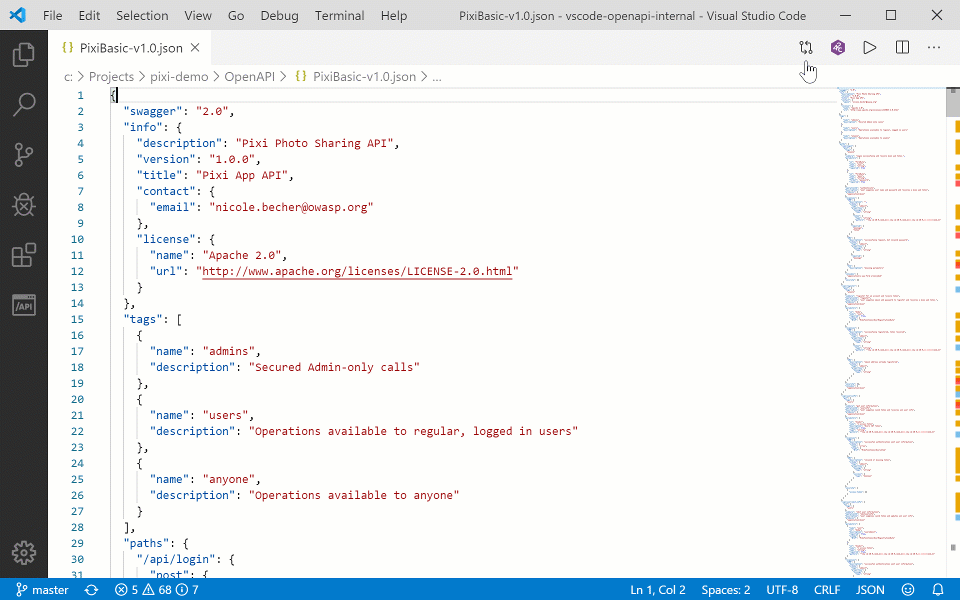 File Edit Selection View Go Debug Terminal Help PixiBasic-v1.0.json - vscode-openapi-internal - Visual Studio Code
{} PixiBasic-v1.0.json
c: > Projects > pixi-demo > OpenAPI > {} PixiBasic-v1.0.json > ...
1 {
2 "swagger": "2.0",
3 "info": {
4 "description": "Pixi Photo Sharing API",
5 "version": "1.0.0",
6 "title": "Pixi App API",
7 "contact": {
8 "email": "nicole.becher@owasp.org"
9 },
10 "license": {
11 "name": "Apache 2.0",
12 "url": "http://www.apache.org/licenses/LICENSE-2.0.html"
13 }
14 },
15 "tags": [
16 {
17 "name": "admins",
18 "description": "Secured Admin-only calls"
19 },
20 {
21 "name": "users",
22 "description": "Operations available to regular, logged in users"
23 },
24 {
25 "name": "anyone",
26 "description": "Operations available to anyone"
27 }
28 ],
29 "paths": {
30 "/api/login": {
31 "post": {
/API
master 5 68 7 Ln 1, Col 2 Spaces: 2 UTF-8 CRLF JSON